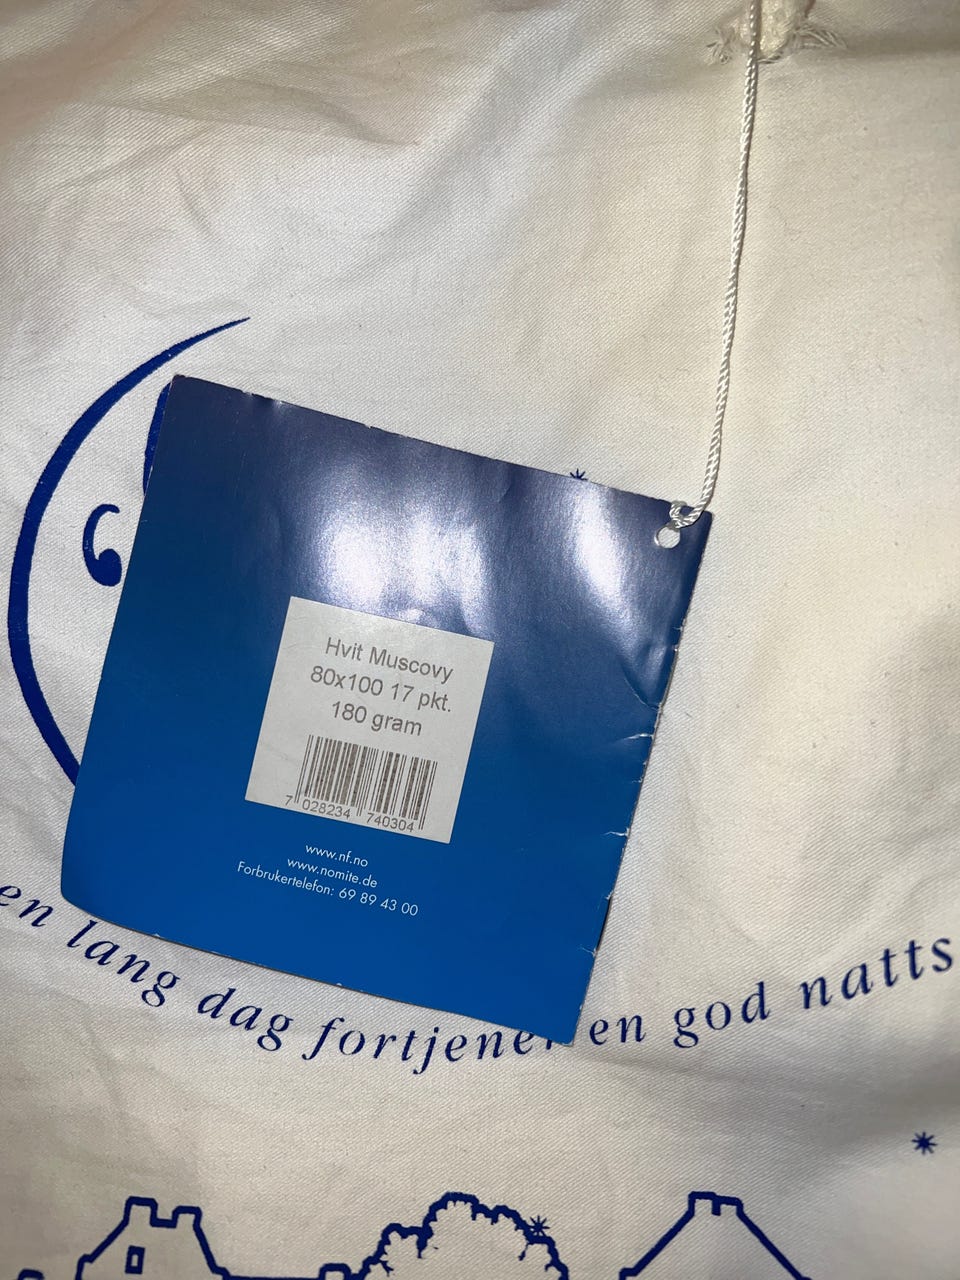 Hvit Muscovy
80x100 17 pkt.
180 gram
7 028234 740304
www.nf.no
www.nomite.de
Forbrukertelefon: 69 89 43 00
en lang dag fortjener en god natts